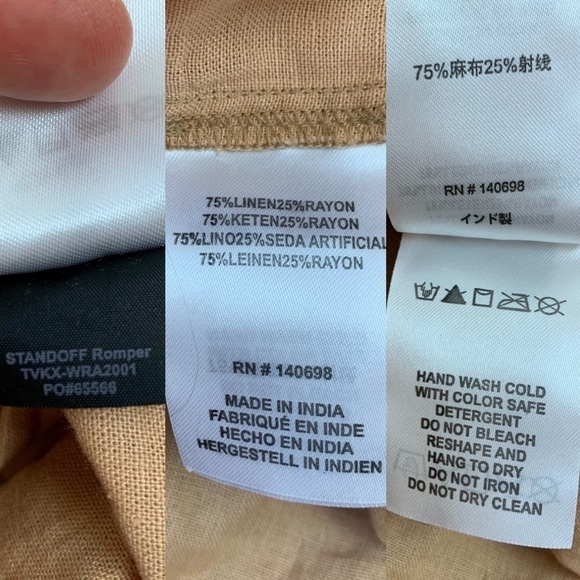 STANDOFF Romper
TVKX-WRA2001
PO#65566
75%LINEN25%RAYON
75%KETEN25%RAYON
75%LINO25%SEDA ARTIFICIAL
75%LEINEN25%RAYON
RN # 140698
MADE IN INDIA
FABRIQUÉ EN INDE
HECHO EN INDIA
HERGESTELL IN INDIEN
75%麻布25%射线
RN # 140698
インド製
HAND WASH COLD
WITH COLOR SAFE
DETERGENT
DO NOT BLEACH
RESHAPE AND
HANG TO DRY
DO NOT IRON
DO NOT DRY CLEAN